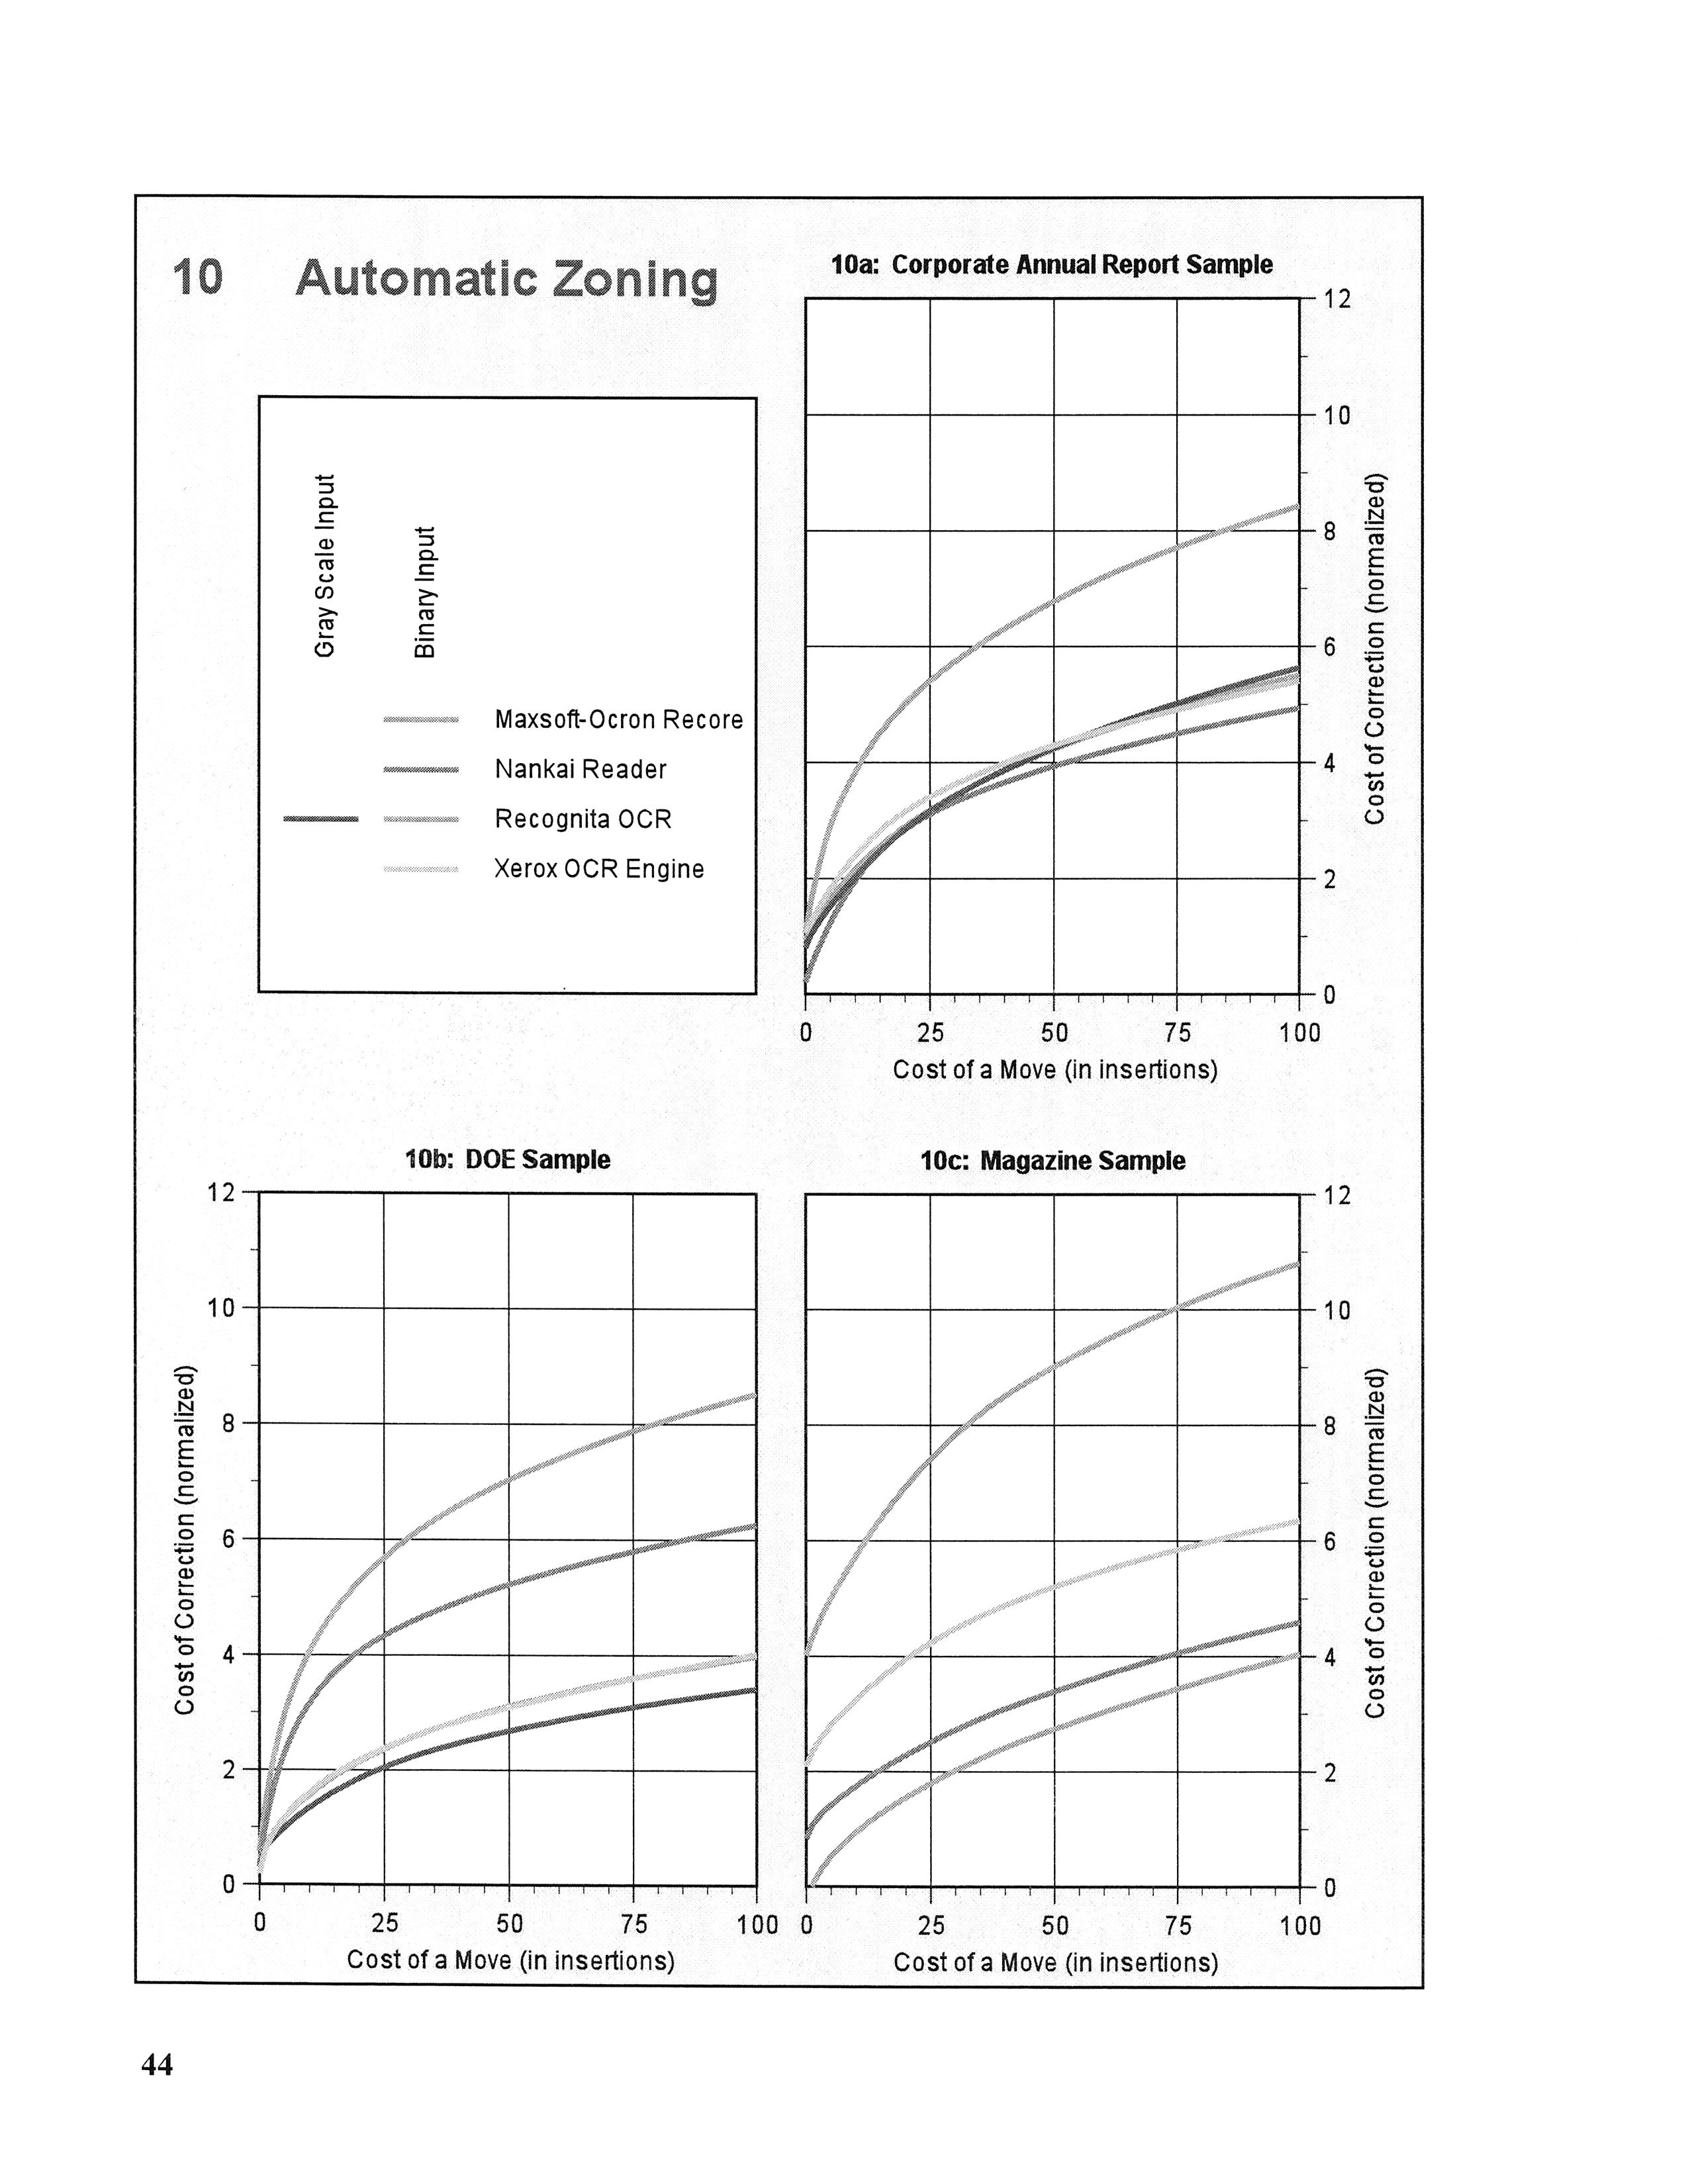 10 Automatic Zoning
Gray Scale Input
Binary Input
Maxsoft-Ocron Recore
Nankai Reader
Recognita OCR
Xerox OCR Engine
10a: Corporate Annual Report Sample
12
10
8
6
4
2
0
Cost of Correction (normalized)
0 25 50 75 100
Cost of a Move (in insertions)
10b: DOE Sample
12
10
8
6
4
2
0
Cost of Correction (normalized)
0 25 50 75 100
Cost of a Move (in insertions)
10c: Magazine Sample
12
10
8
6
4
2
0
Cost of Correction (normalized)
0 25 50 75 100
Cost of a Move (in insertions)
44